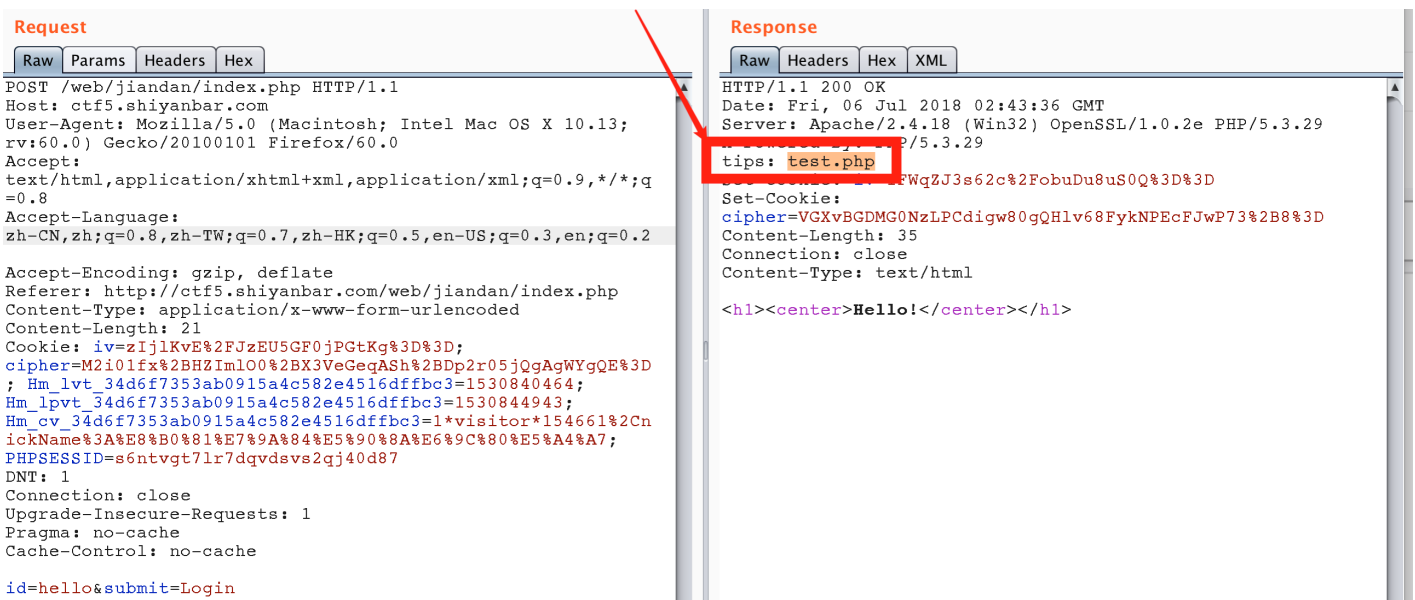 Request
Raw Params Headers Hex
POST /web/jiandan/index.php HTTP/1.1
Host: ctf5.shiyanbar.com
User-Agent: Mozilla/5.0 (Macintosh; Intel Mac OS X 10.13;
rv:60.0) Gecko/20100101 Firefox/60.0
Accept:
text/html,application/xhtml+xml,application/xml;q=0.9,*/*;q
=0.8
Accept-Language:
zh-CN,zh;q=0.8,zh-TW;q=0.7,zh-HK;q=0.5,en-US;q=0.3,en;q=0.2
Accept-Encoding: gzip, deflate
Referer: http://ctf5.shiyanbar.com/web/jiandan/index.php
Content-Type: application/x-www-form-urlencoded
Content-Length: 21
Cookie: iv=zIjlKvE%2FJzEU5GF0jPGtKg%3D%3D;
cipher=M2i01fx%2BHZImlO0%2BX3VeGeqASh%2BDp2r05jQgAgWYgQE%3D
; Hm_lvt_34d6f7353ab0915a4c582e4516dffbc3=1530840464;
Hm_lpvt_34d6f7353ab0915a4c582e4516dffbc3=1530844943;
Hm_cv_34d6f7353ab0915a4c582e4516dffbc3=1*visitor*154661%2Cn
ickName%3A%E8%B0%81%E7%9A%84%E5%90%8A%E6%9C%80%E5%A4%A7;
PHPSESSID=s6ntvgt7lr7dqvdsvs2qj40d87
DNT: 1
Connection: close
Upgrade-Insecure-Requests: 1
Pragma: no-cache
Cache-Control: no-cache
id=hello&submit=Login
Response
Raw Headers Hex XML
HTTP/1.1 200 OK
Date: Fri, 06 Jul 2018 02:43:36 GMT
Server: Apache/2.4.18 (Win32) OpenSSL/1.0.2e PHP/5.3.29
X-Powered-By: PHP/5.3.29
tips: test.php
Set-Cookie:
Set-Cookie:
cipher=VGXvBGDMG0NzLPCdigw80gQHlv68FykNPEcFJwP73%2B8%3D
Content-Length: 35
Connection: close
Content-Type: text/html
<h1><center>Hello!</center></h1>